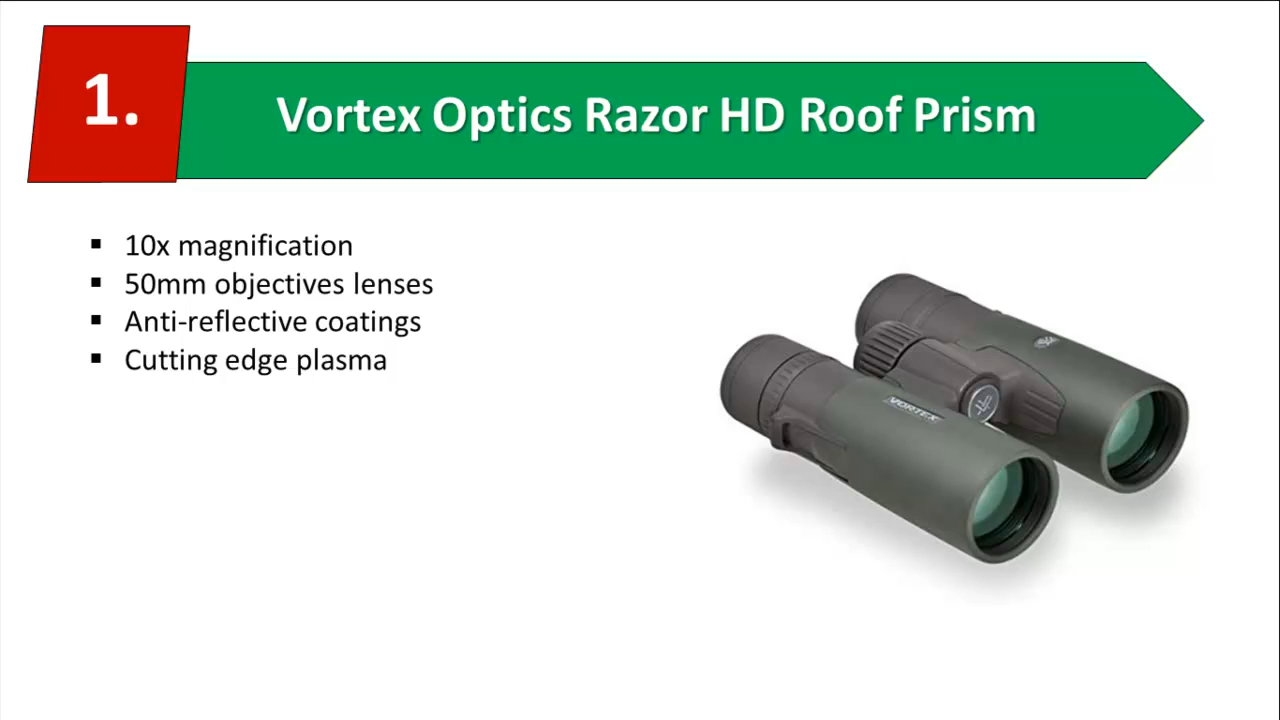 1.
Vortex Optics Razor HD Roof Prism
▪ 10x magnification
▪ 50mm objectives lenses
▪ Anti-reflective coatings
▪ Cutting edge plasma
VORTEX